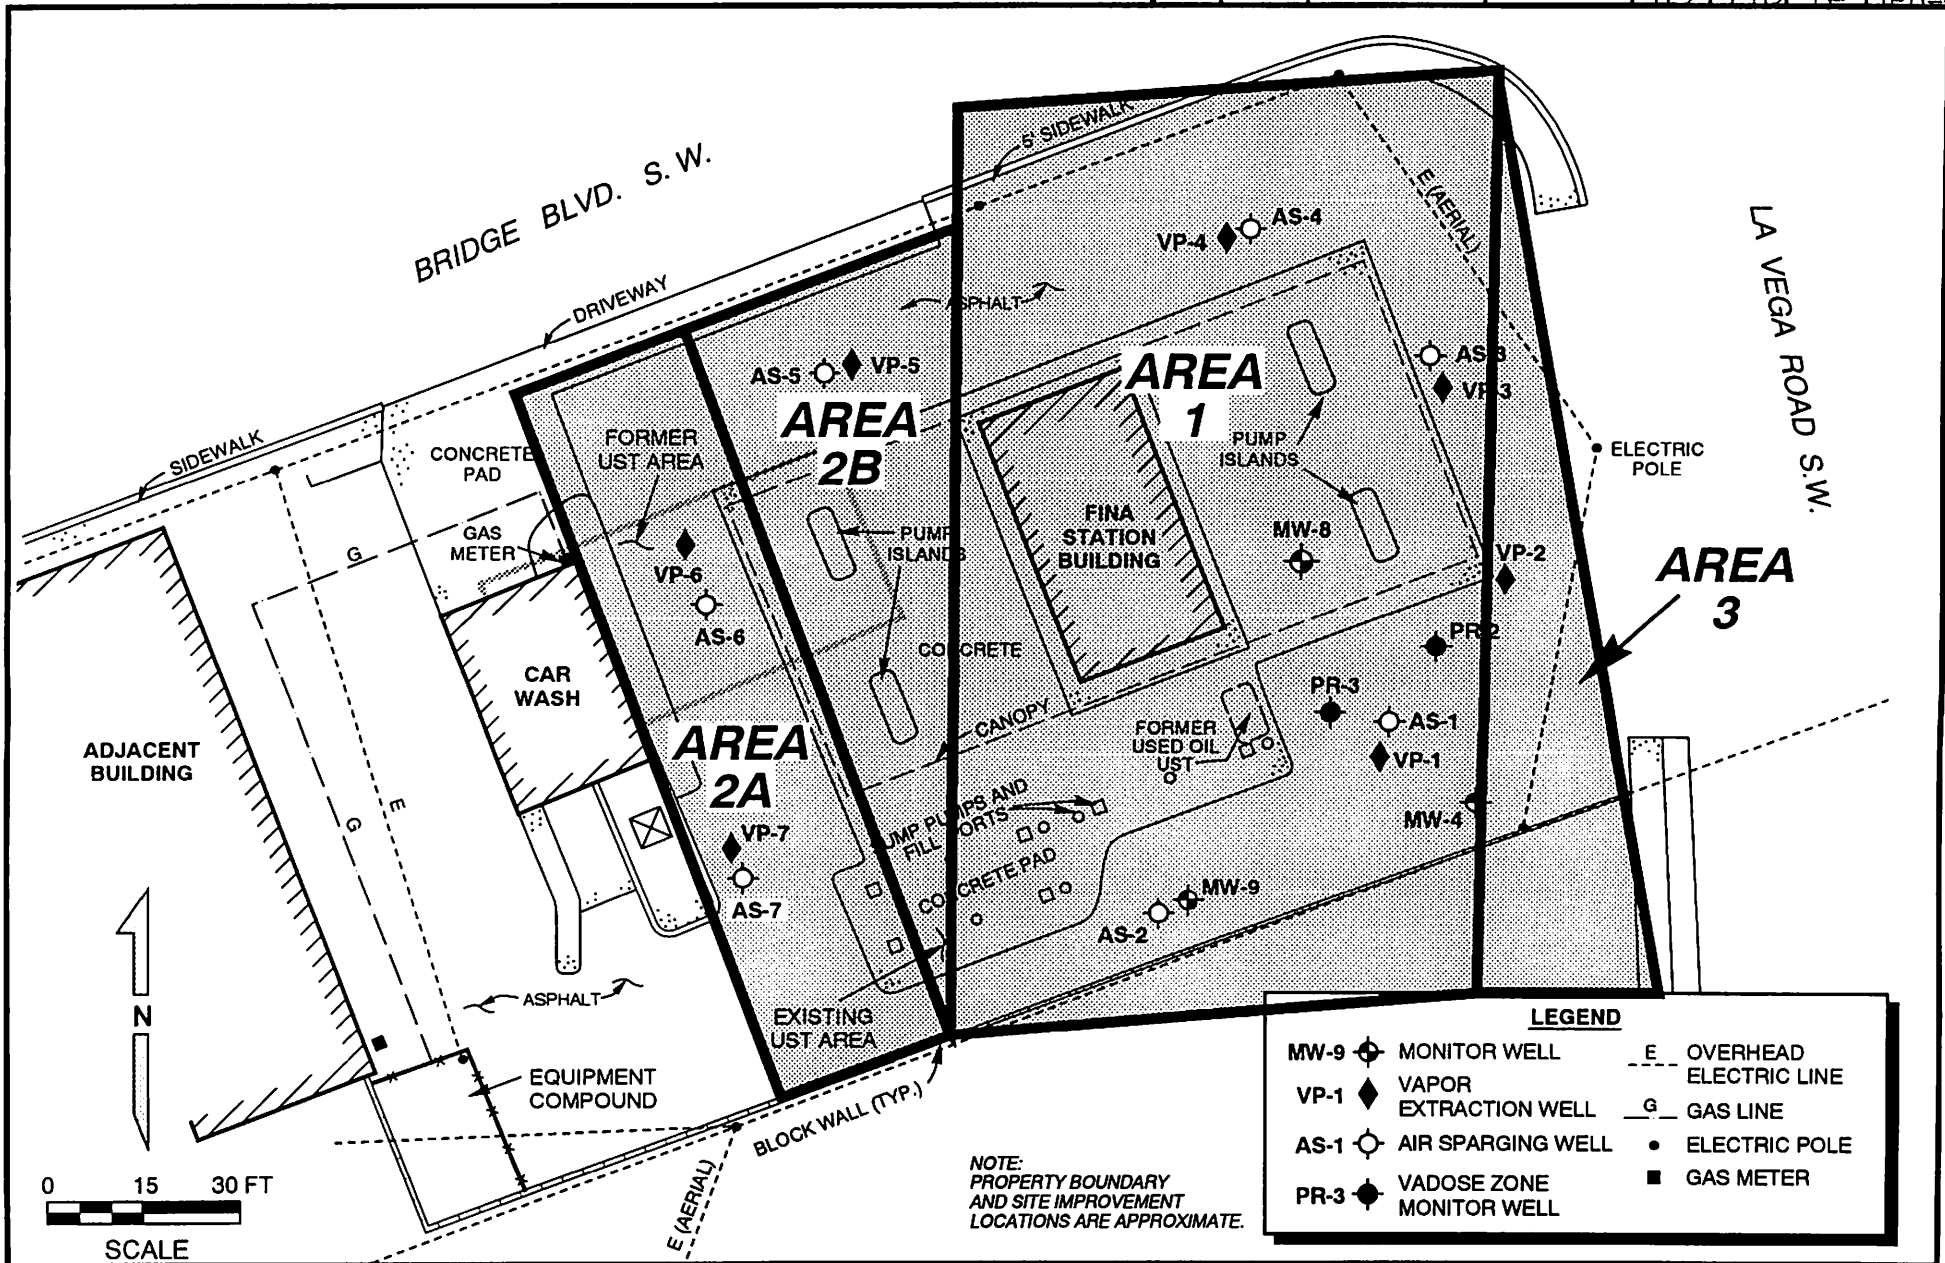 BRIDGE BLVD. S. W.
5' SIDEWALK
E (AERIAL)
LA VEGA ROAD S.W.
AS-4
VP-4
DRIVEWAY
ASPHALT
AS-3
VP-3
AS-5
VP-5
AREA
1
AREA
2B
SIDEWALK
CONCRETE
PAD
FORMER
UST AREA
PUMP
ISLANDS
ELECTRIC
POLE
GAS
METER
G
VP-6
AS-6
PUMP
ISLANDS
FINA
STATION
BUILDING
MW-8
VP-2
AREA
3
PR-2
CONCRETE
CAR
WASH
PR-3
AS-1
VP-1
CANOPY
FORMER
USED OIL
UST
ADJACENT
BUILDING
AREA
2A
E
G
VP-7
AS-7
PUMPS AND
FILL PORTS
CONCRETE PAD
MW-4
MW-9
AS-2
ASPHALT
EXISTING
UST AREA
N
EQUIPMENT
COMPOUND
BLOCK WALL (TYP.)
E (AERIAL)
0 15 30 FT
SCALE
NOTE:
PROPERTY BOUNDARY
AND SITE IMPROVEMENT
LOCATIONS ARE APPROXIMATE.
LEGEND
MW-9 MONITOR WELL
VP-1 VAPOR
EXTRACTION WELL
AS-1 AIR SPARGING WELL
PR-3 VADOSE ZONE
MONITOR WELL
E OVERHEAD
ELECTRIC LINE
G GAS LINE
ELECTRIC POLE
GAS METER